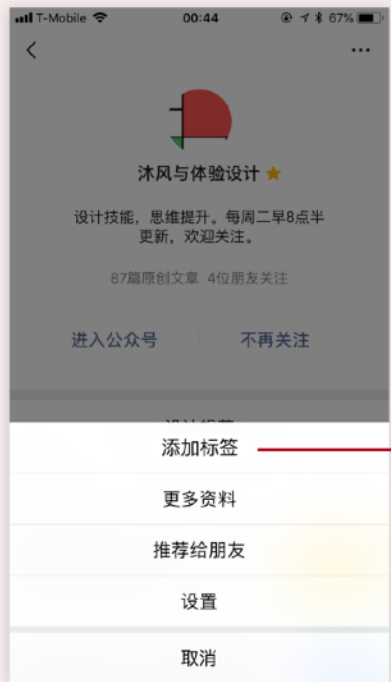 T-Mobile 00:44 67%
沐风与体验设计
设计技能，思维提升。每周二早8点半
更新，欢迎关注。
87篇原创文章 4位朋友关注
进入公众号 不再关注
添加标签
更多资料
推荐给朋友
设置
取消